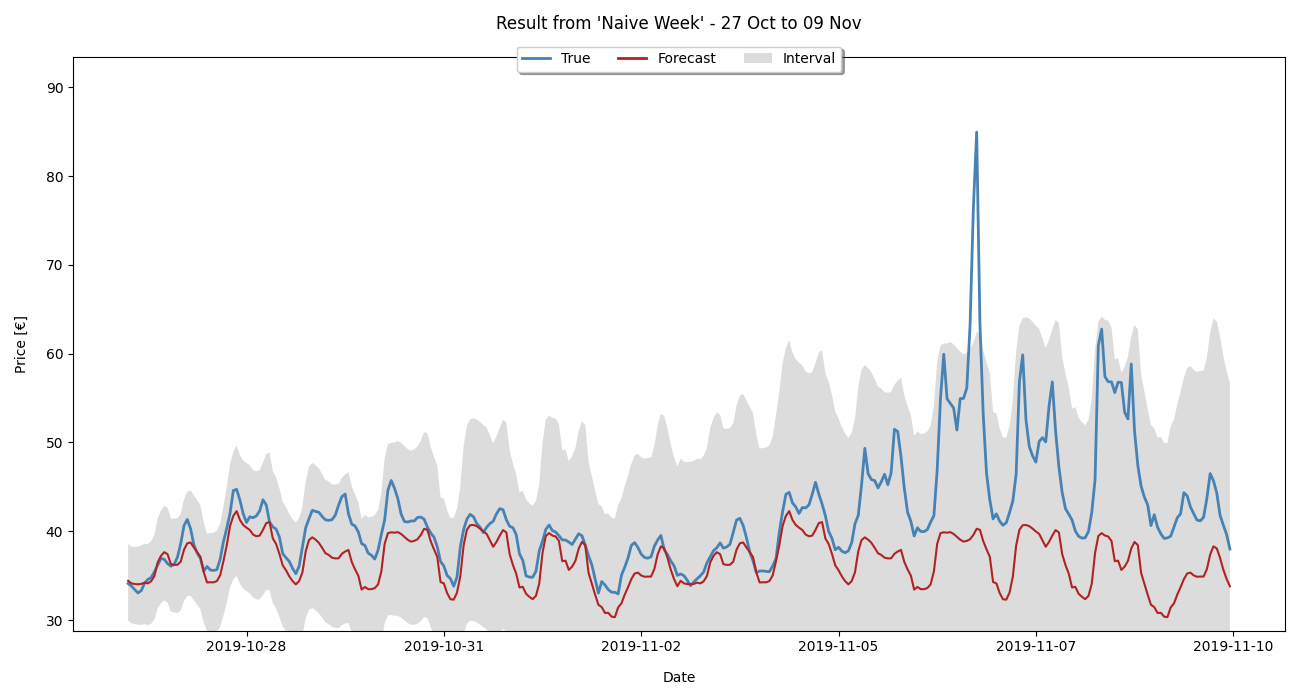 Result from 'Naive Week' - 27 Oct to 09 Nov
True Forecast Interval
90
80
70
60
50
40
30
Price [€]
2019-10-28 2019-10-31 2019-11-02 2019-11-05 2019-11-07 2019-11-10
Date